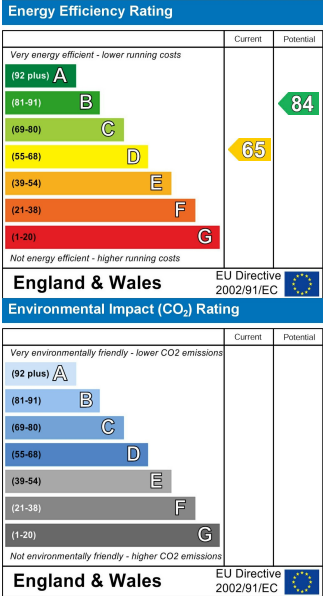 Energy Efficiency Rating
Current Potential
Very energy efficient - lower running costs
(92 plus) A
(81-91) B
84
(69-80) C
65
(55-68) D
(39-54) E
(21-38) F
(1-20) G
Not energy efficient - higher running costs
England & Wales
EU Directive
2002/91/EC
Environmental Impact (CO₂) Rating
Current Potential
Very environmentally friendly - lower CO2 emissions
(92 plus) A
(81-91) B
(69-80) C
(55-68) D
(39-54) E
(21-38) F
(1-20) G
Not environmentally friendly - higher CO2 emissions
England & Wales
EU Directive
2002/91/EC